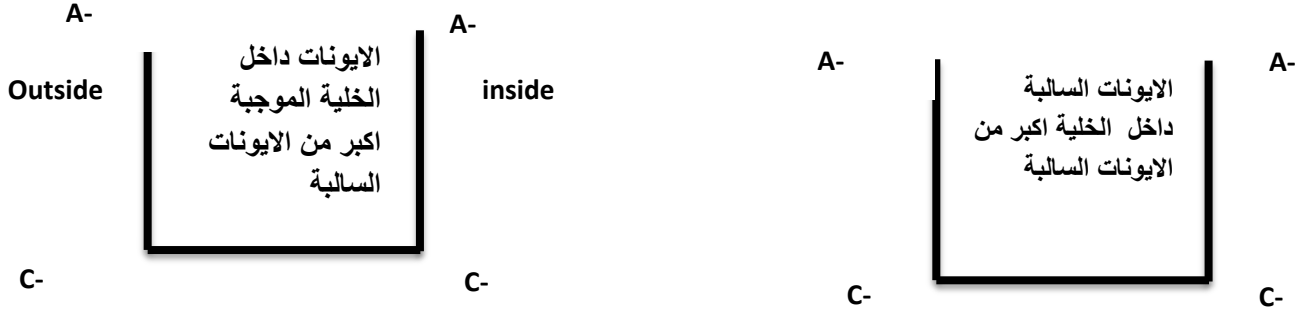 A-
A-
Outside
الايونات داخل
الخلية الموجبة
اكبر من الايونات
السالبة
inside
C-
C-
A-
A-
الايونات السالبة
داخل الخلية اكبر من
الايونات السالبة
C-
C-